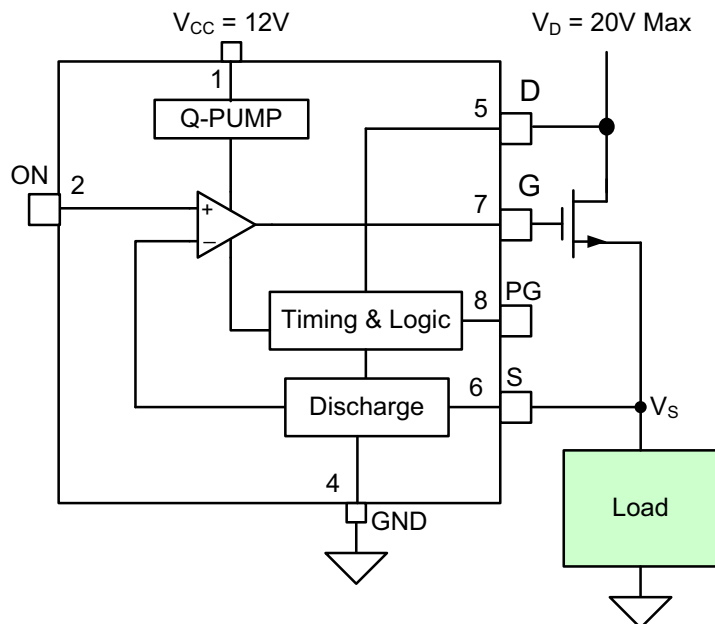 V_CC = 12V
V_D = 20V Max
1
Q-PUMP
5
D
ON
2
+
−
7
G
Timing & Logic
8
PG
Discharge
6
S
V_S
4
GND
Load